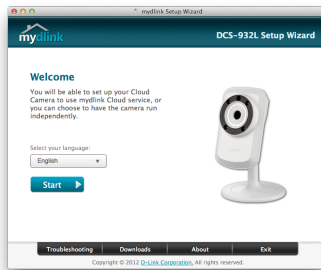 mydlink Setup Wizard
mydlink
DCS-932L Setup Wizard
Welcome
You will be able to set up your Cloud
Camera to use mydlink Cloud service, or
you can choose to have the camera run
independently.
Select your language:
English
Start
Troubleshooting Downloads About Exit
Copyright © 2012 D-Link Corporation. All rights reserved.